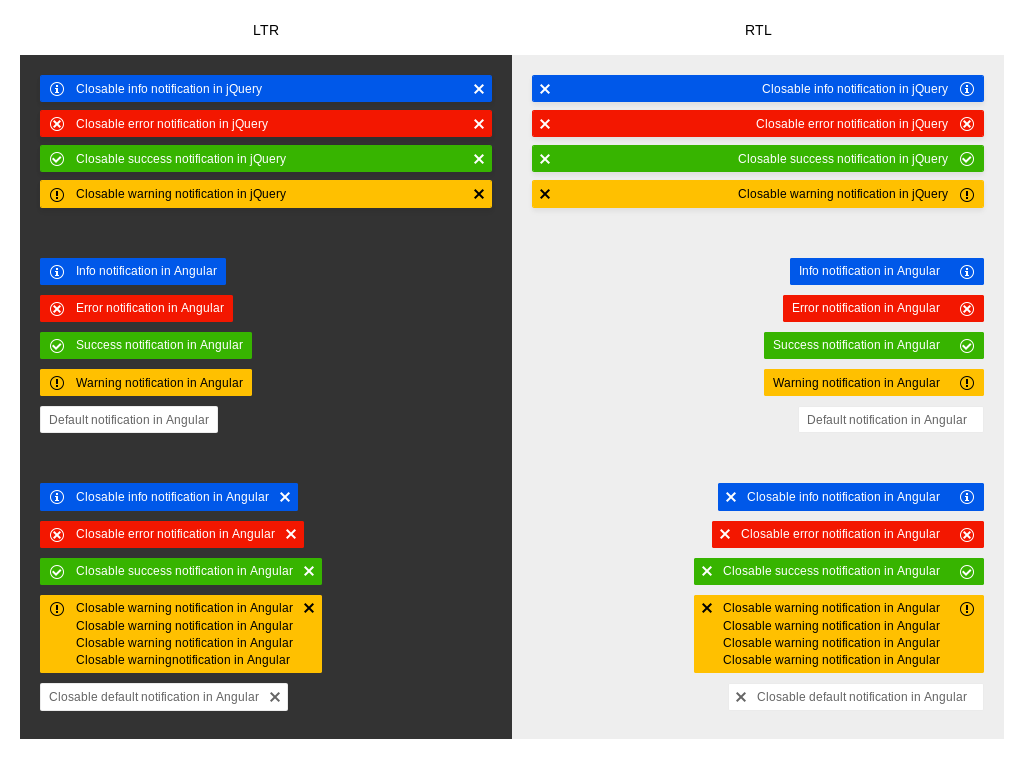 LTR
Closable info notification in jQuery
Closable error notification in jQuery
Closable success notification in jQuery
Closable warning notification in jQuery
Info notification in Angular
Error notification in Angular
Success notification in Angular
Warning notification in Angular
Default notification in Angular
Closable info notification in Angular
Closable error notification in Angular
Closable success notification in Angular
Closable warning notification in Angular
Closable warning notification in Angular
Closable warning notification in Angular
Closable warningnotification in Angular
Closable default notification in Angular
RTL
Closable info notification in jQuery
Closable error notification in jQuery
Closable success notification in jQuery
Closable warning notification in jQuery
Info notification in Angular
Error notification in Angular
Success notification in Angular
Warning notification in Angular
Default notification in Angular
Closable info notification in Angular
Closable error notification in Angular
Closable success notification in Angular
Closable warning notification in Angular
Closable warning notification in Angular
Closable warning notification in Angular
Closable warning notification in Angular
Closable default notification in Angular